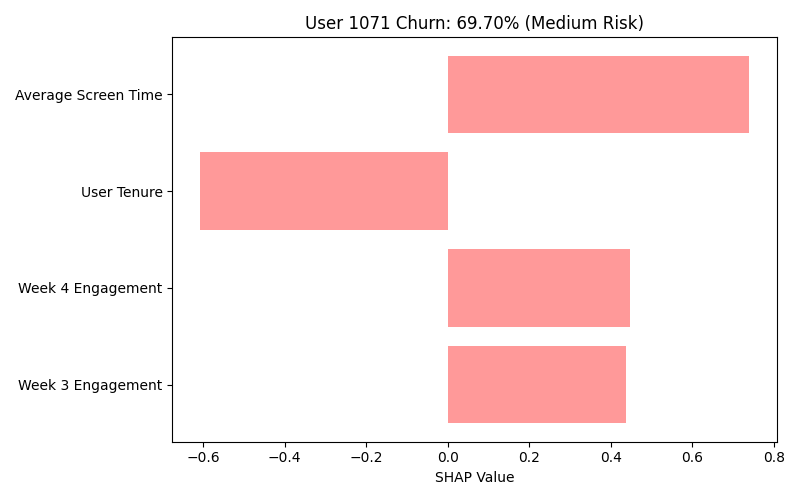 User 1071 Churn: 69.70% (Medium Risk)
Average Screen Time
User Tenure
Week 4 Engagement
Week 3 Engagement
−0.6 −0.4 −0.2 0.0 0.2 0.4 0.6 0.8
SHAP Value